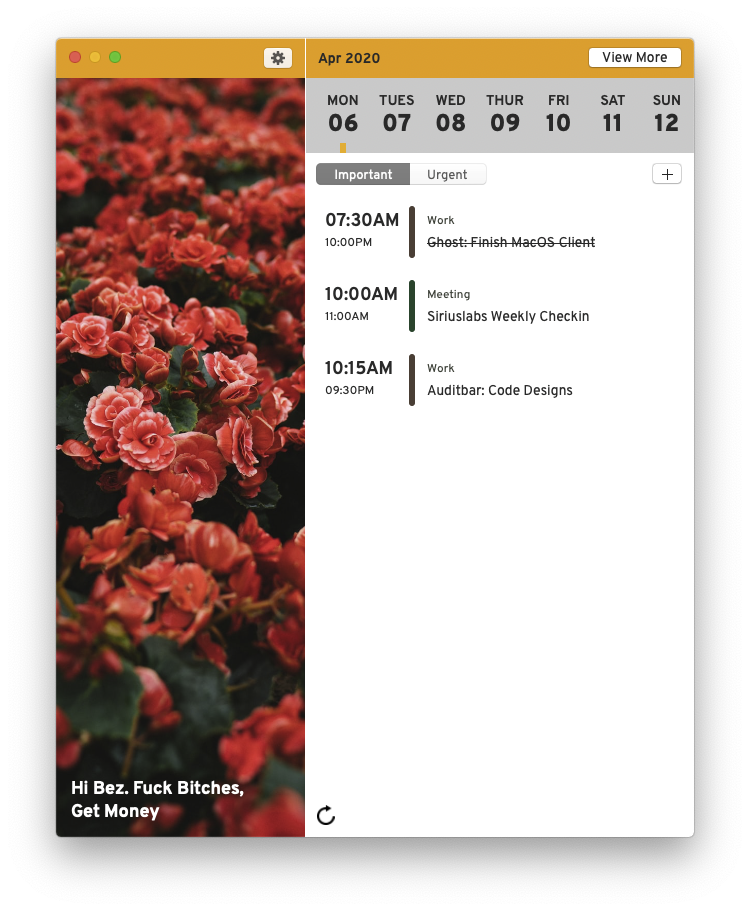 Apr 2020
View More
MON TUES WED THUR FRI SAT SUN
06 07 08 09 10 11 12
Important Urgent
07:30AM Work
10:00PM Ghost: Finish MacOS Client
10:00AM Meeting
11:00AM Siriuslabs Weekly Checkin
10:15AM Work
09:30PM Auditbar: Code Designs
Hi Bez. Fuck Bitches,
Get Money